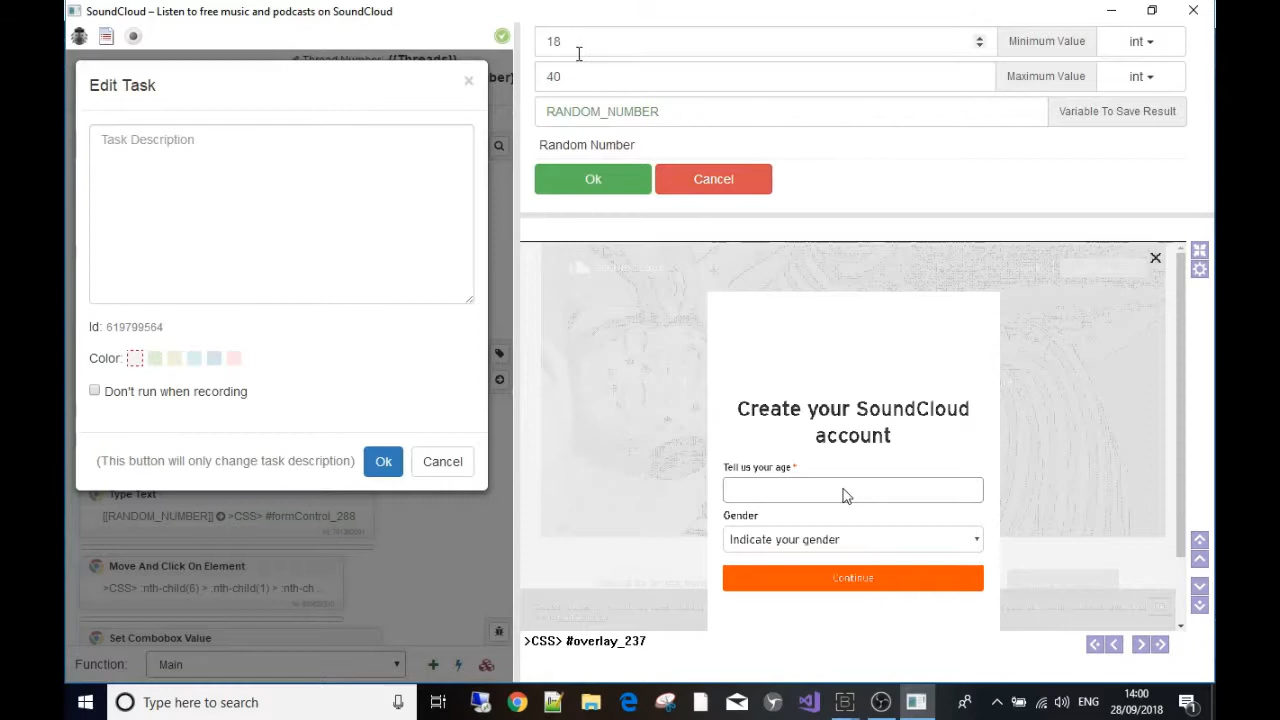 SoundCloud – Listen to free music and podcasts on SoundCloud
Edit Task
×
Task Description
Id: 619799564
Color:
Don't run when recording
(This button will only change task description)
Ok
Cancel
Type Text
[[RANDOM_NUMBER]] >CSS> #formControl_288
Move And Click On Element
>CSS> :nth-child(6) > :nth-child(1) > :nth-ch ...
Set Combobox Value
Function:
Main
18
Minimum Value
int
40
Maximum Value
int
RANDOM_NUMBER
Variable To Save Result
Random Number
Ok
Cancel
Create your SoundCloud
account
Tell us your age *
Gender
Indicate your gender
Continue
>CSS> #overlay_237
Type here to search
ENG
14:00
28/09/2018